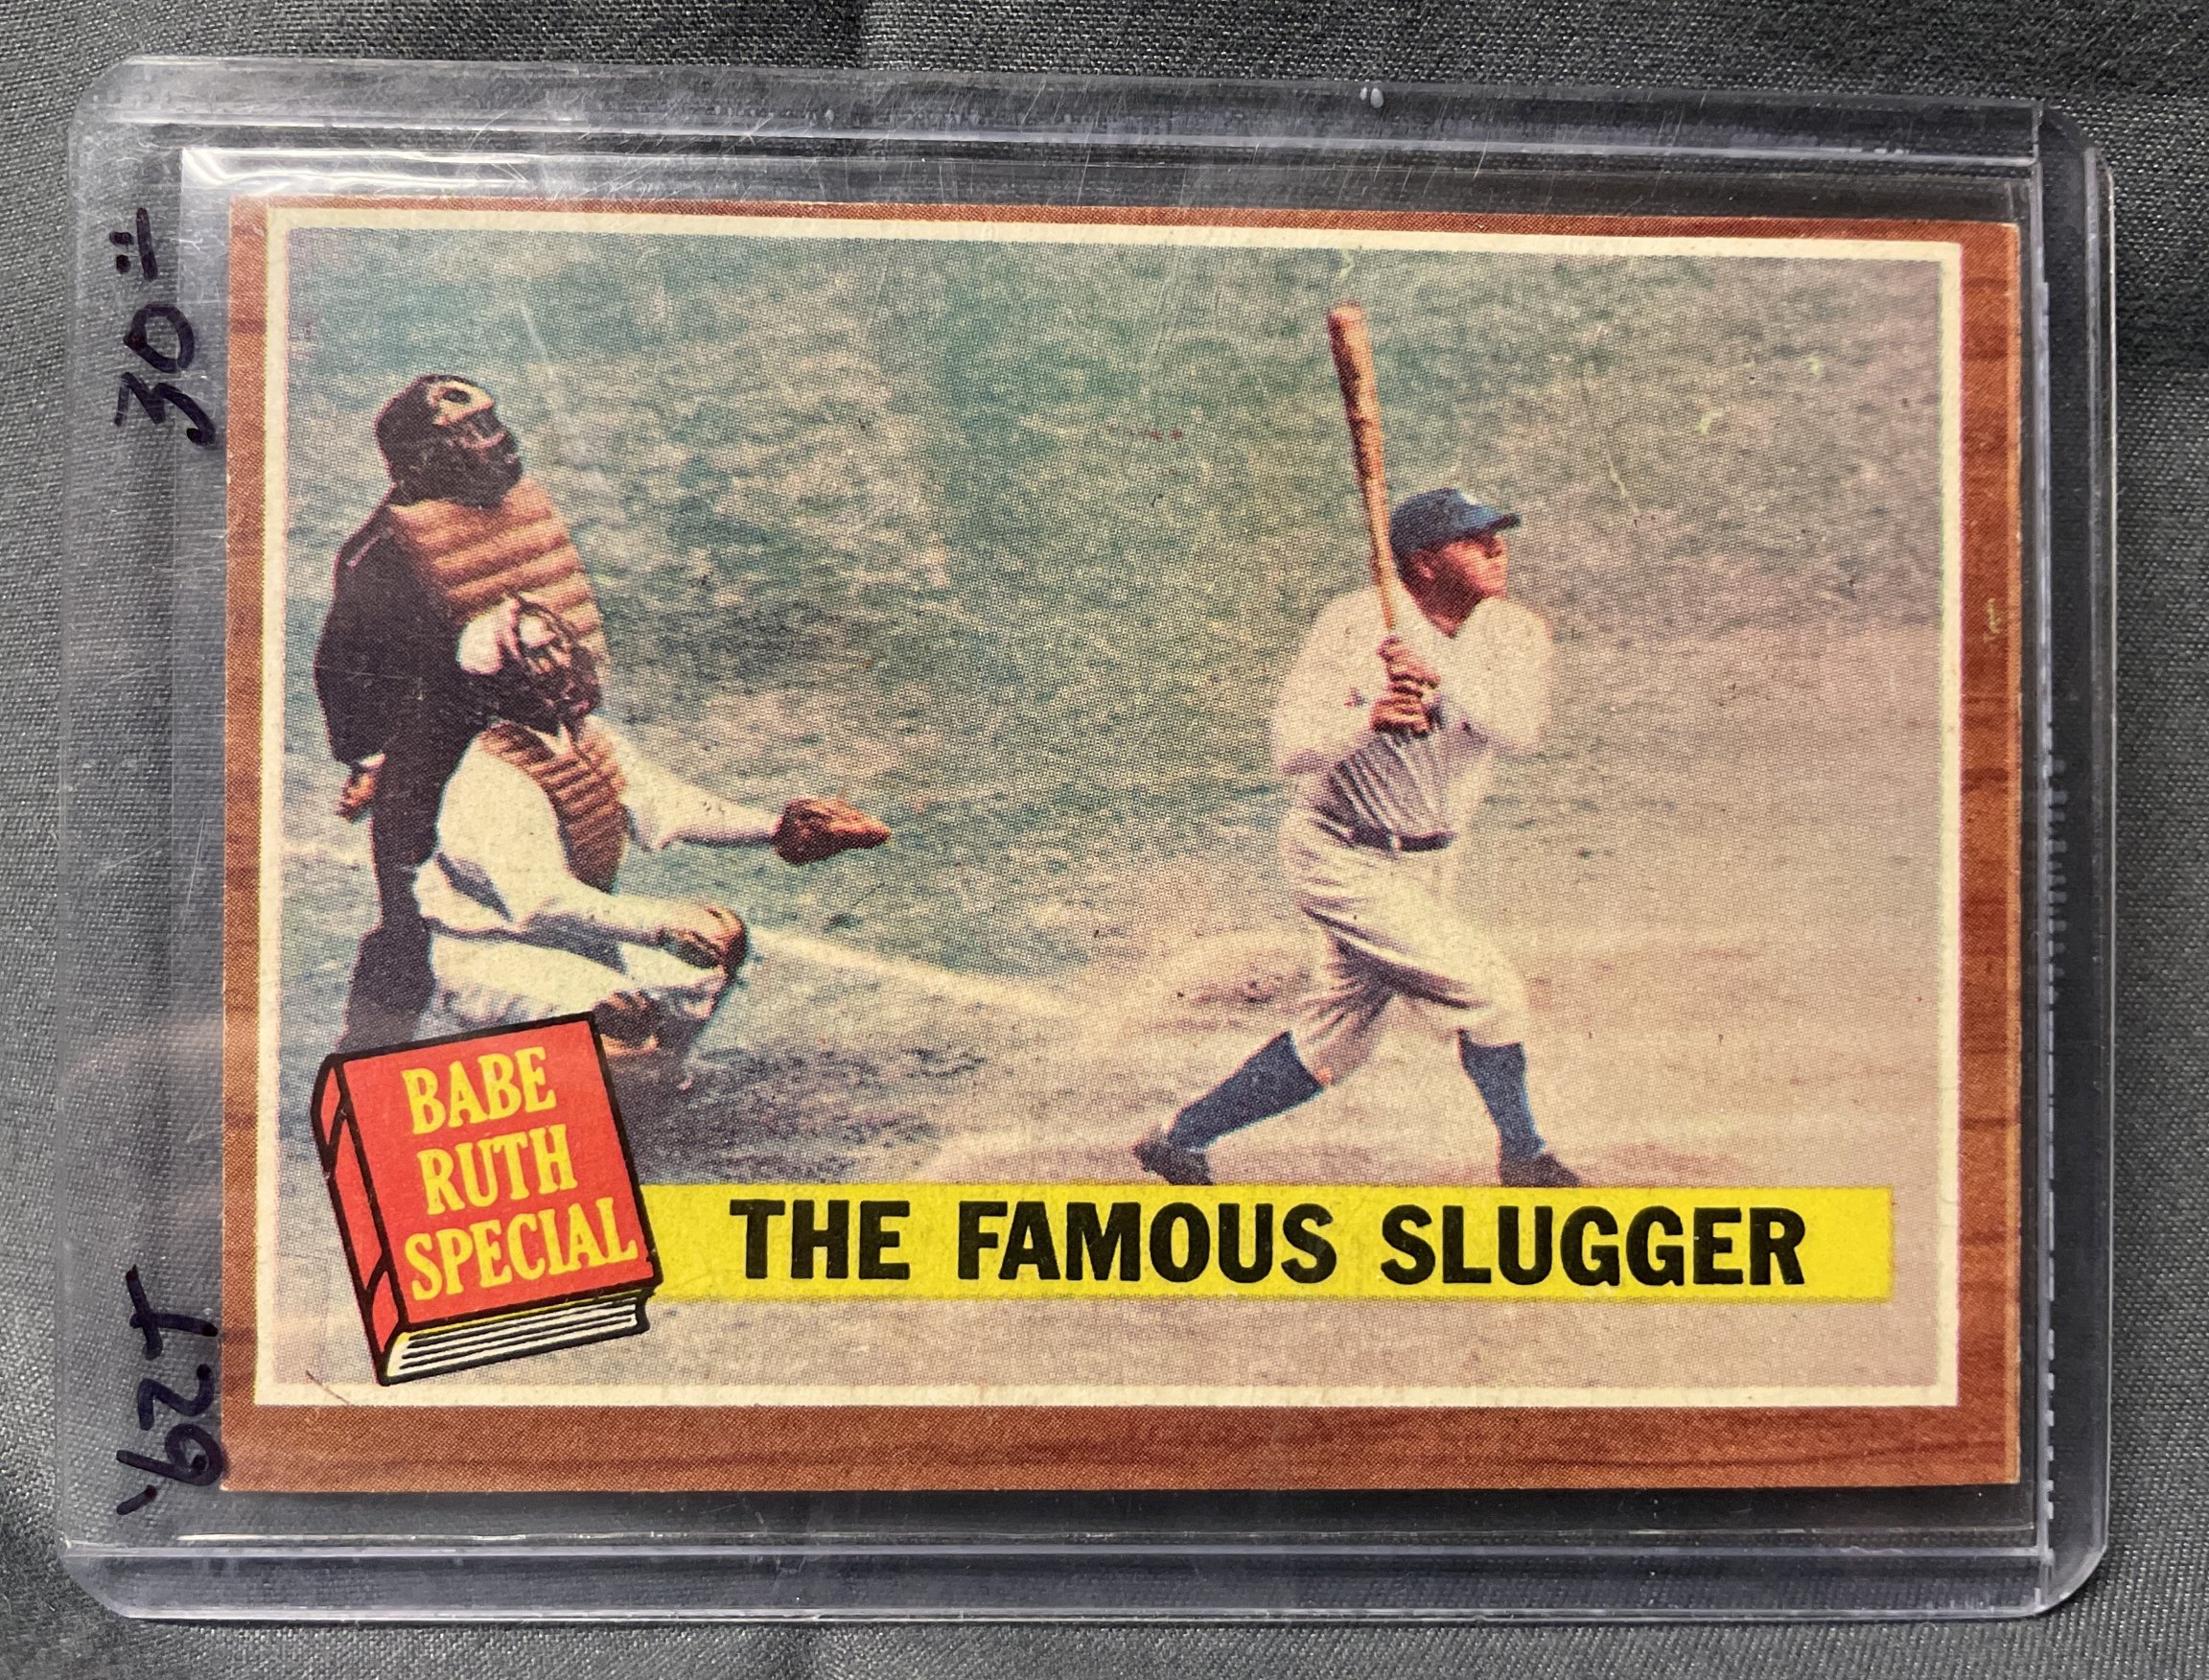 30=
BABE
RUTH
SPECIAL
THE FAMOUS SLUGGER
'62T